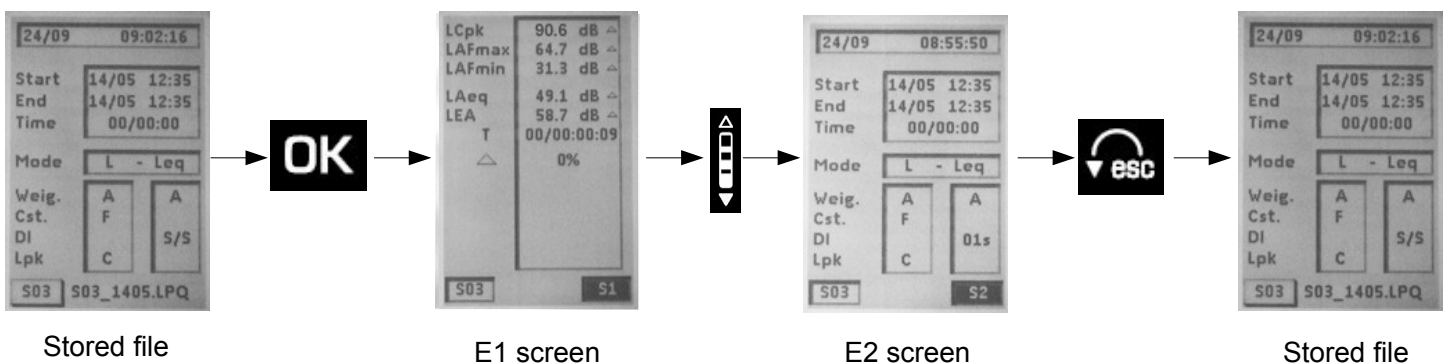 24/09 09:02:16
Start 14/05 12:35
End 14/05 12:35
Time 00/00:00
Mode L - Leq
Weig. A A
Cst. F
DI S/S
Lpk C
S03 S03_1405.LPQ
Stored file
OK
LCpk 90.6 dB
LAFmax 64.7 dB
LAFmin 31.3 dB
LAeq 49.1 dB
LEA 58.7 dB
T 00/00:00:09
0%
S03 S1
E1 screen
24/09 08:55:50
Start 14/05 12:35
End 14/05 12:35
Time 00/00:00
Mode L - Leq
Weig. A A
Cst. F
DI 01s
Lpk C
S03 S2
E2 screen
esc
24/09 09:02:16
Start 14/05 12:35
End 14/05 12:35
Time 00/00:00
Mode L - Leq
Weig. A A
Cst. F
DI S/S
Lpk C
S03 S03_1405.LPQ
Stored file